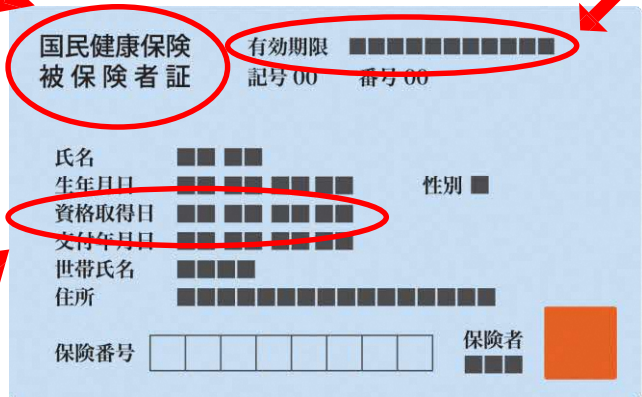 国民健康保険
被保険者証
有効期限 ■■■■■■■■■■■
記号 00 番号 00
氏名 ■■ ■■
生年月日 ■■ ■■ ■■ ■■ 性別 ■
資格取得日 ■■ ■■ ■■ ■■
交付年月日 ■■ ■■ ■■ ■■
世帯氏名 ■■■■
住所 ■■■■■■■■■■■■■■■■
保険番号
保険者
■■■